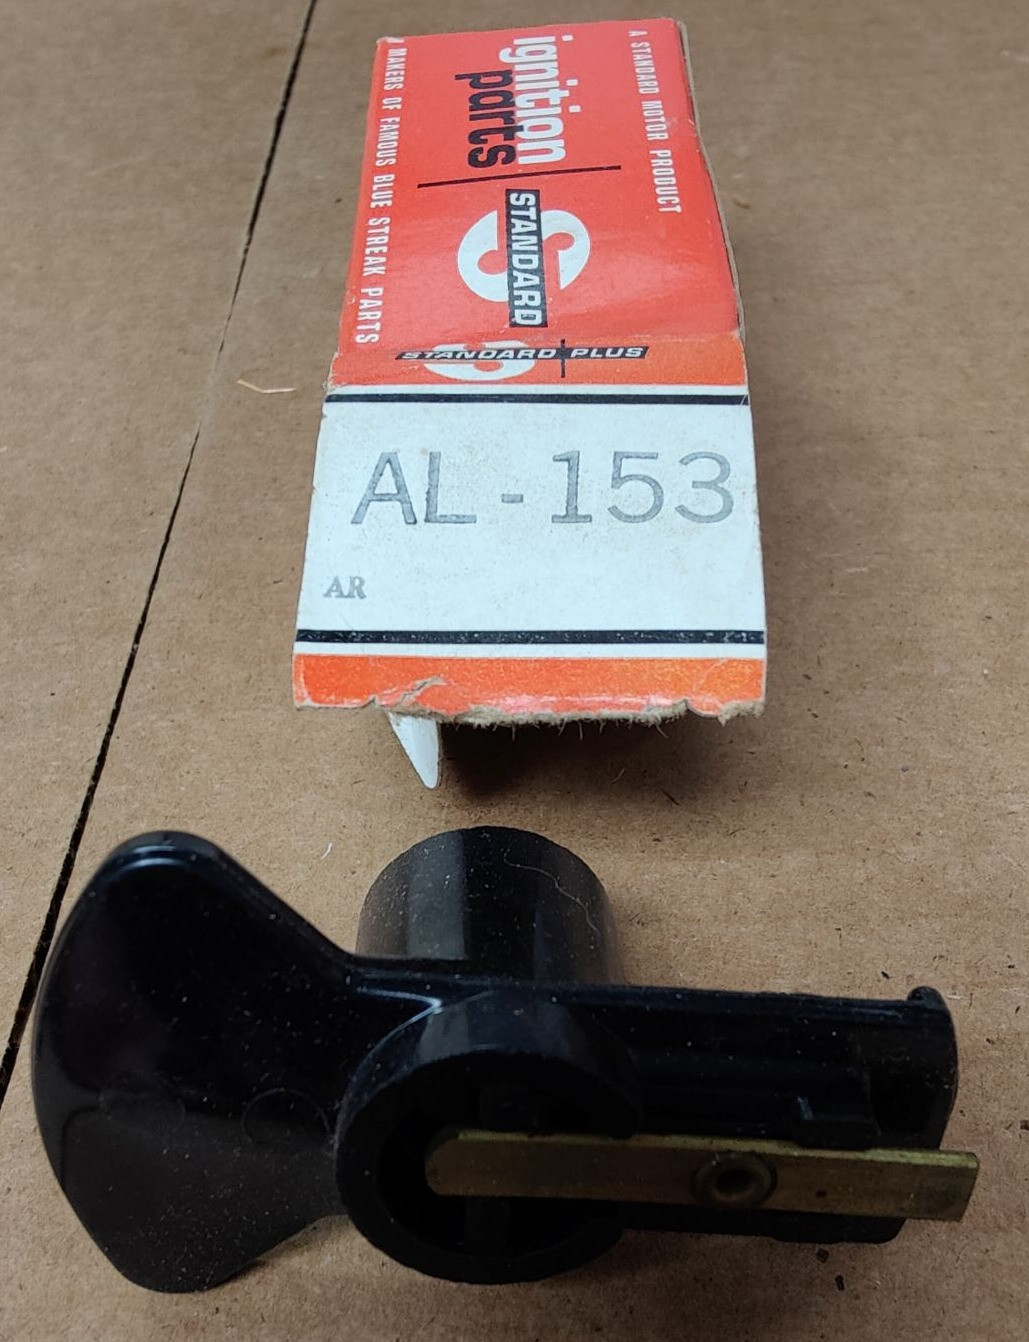 A STANDARD MOTOR PRODUCT
ignition
parts
STANDARD
MAKERS OF FAMOUS BLUE STREAK PARTS
STANDARD PLUS
AL-153
AR